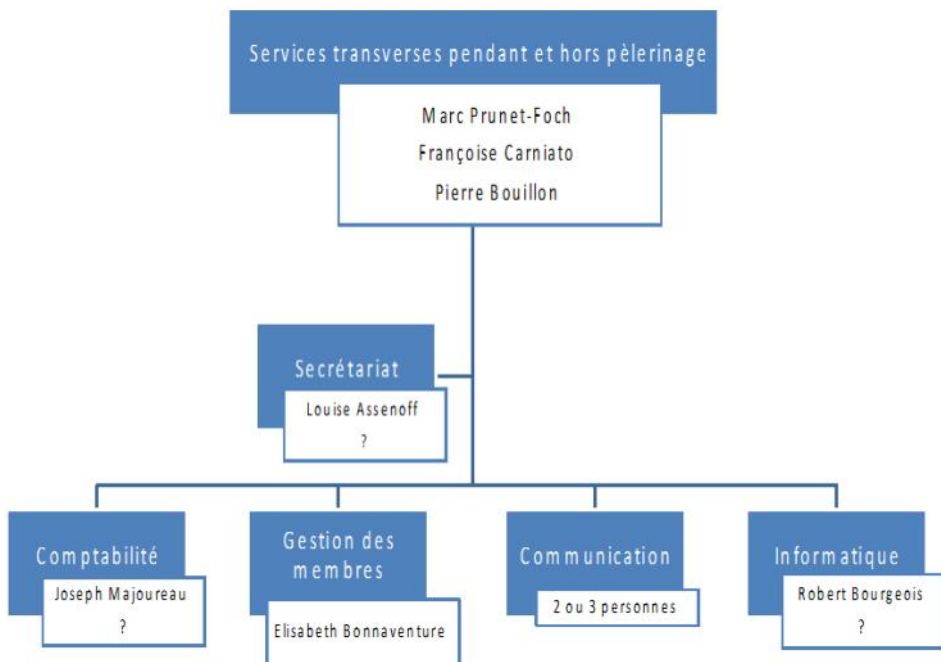 Services transverses pendant et hors pèlerinage
Marc Prunet-Foch
Françoise Carniato
Pierre Bouillon
Secrétariat
Louise Assenoff
?
Comptabilité
Joseph Majoureau
?
Gestion des
membres
Elisabeth Bonnaventure
Communication
2 ou 3 personnes
Informatique
Robert Bourgeois
?